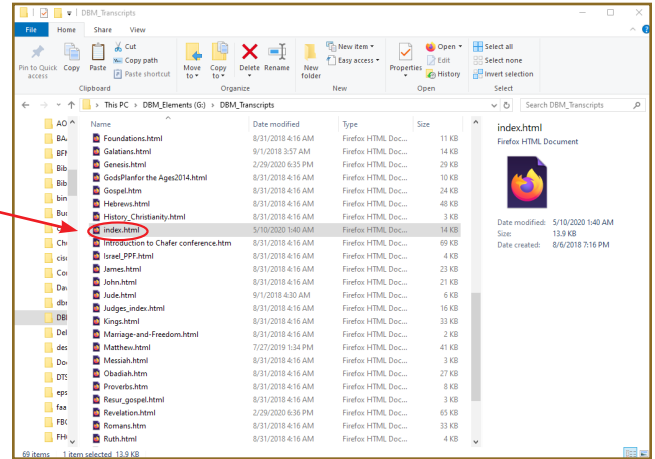 DBM_Transcripts
File Home Share View
Pin to Quick access
Copy
Paste
Cut
Copy path
Paste shortcut
Clipboard
Move to
Copy to
Delete
Rename
Organize
New folder
New item
Easy access
New
Properties
Open
Edit
History
Open
Select all
Select none
Invert selection
Select
This PC > DBM_Elements (G:) > DBM_Transcripts
Search DBM_Transcripts
Name Date modified Type Size
Foundations.html 8/31/2018 4:16 AM Firefox HTML Doc... 11 KB
Galatians.html 9/1/2018 3:57 AM Firefox HTML Doc... 14 KB
Genesis.html 2/29/2020 6:35 PM Firefox HTML Doc... 29 KB
GodsPlanfor the Ages2014.html 8/31/2018 4:16 AM Firefox HTML Doc... 10 KB
Gospel.htm 8/31/2018 4:16 AM Firefox HTML Doc... 24 KB
Hebrews.html 8/31/2018 4:16 AM Firefox HTML Doc... 48 KB
History_Christianity.html 8/31/2018 4:16 AM Firefox HTML Doc... 3 KB
index.html 5/10/2020 1:40 AM Firefox HTML Doc... 14 KB
Introduction to Chafer conference.htm 8/31/2018 4:16 AM Firefox HTML Doc... 69 KB
Israel_PPF.html 8/31/2018 4:16 AM Firefox HTML Doc... 4 KB
James.html 8/31/2018 4:16 AM Firefox HTML Doc... 23 KB
John.html 8/31/2018 4:16 AM Firefox HTML Doc... 21 KB
Jude.html 9/1/2018 4:30 AM Firefox HTML Doc... 6 KB
Judges_index.html 8/31/2018 4:16 AM Firefox HTML Doc... 16 KB
Kings.html 8/31/2018 4:16 AM Firefox HTML Doc... 33 KB
Marriage-and-Freedom.html 8/31/2018 4:16 AM Firefox HTML Doc... 2 KB
Matthew.html 7/27/2019 1:34 PM Firefox HTML Doc... 41 KB
Messiah.html 8/31/2018 4:16 AM Firefox HTML Doc... 3 KB
Obadiah.htm 8/31/2018 4:16 AM Firefox HTML Doc... 27 KB
Proverbs.htm 8/31/2018 4:16 AM Firefox HTML Doc... 8 KB
Resur_gospel.html 8/31/2018 4:16 AM Firefox HTML Doc... 3 KB
Revelation.html 2/29/2020 6:36 PM Firefox HTML Doc... 65 KB
Romans.htm 8/31/2018 4:16 AM Firefox HTML Doc... 33 KB
Ruth.html 8/31/2018 4:16 AM Firefox HTML Doc... 4 KB
index.html
Firefox HTML Document
Date modified: 5/10/2020 1:40 AM
Size: 13.9 KB
Date created: 8/6/2018 7:16 PM
69 items 1 item selected 13.9 KB